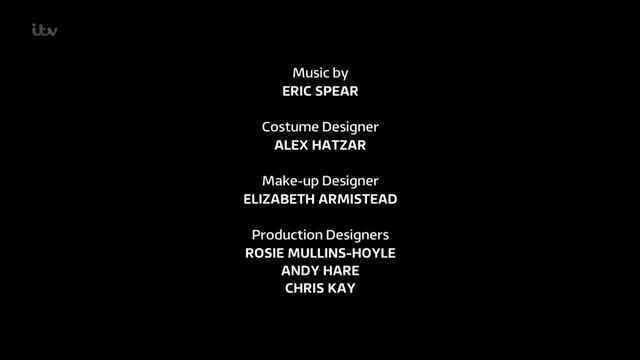 itv
Music by
ERIC SPEAR
Costume Designer
ALEX HATZAR
Make-up Designer
ELIZABETH ARMISTEAD
Production Designers
ROSIE MULLINS-HOYLE
ANDY HARE
CHRIS KAY